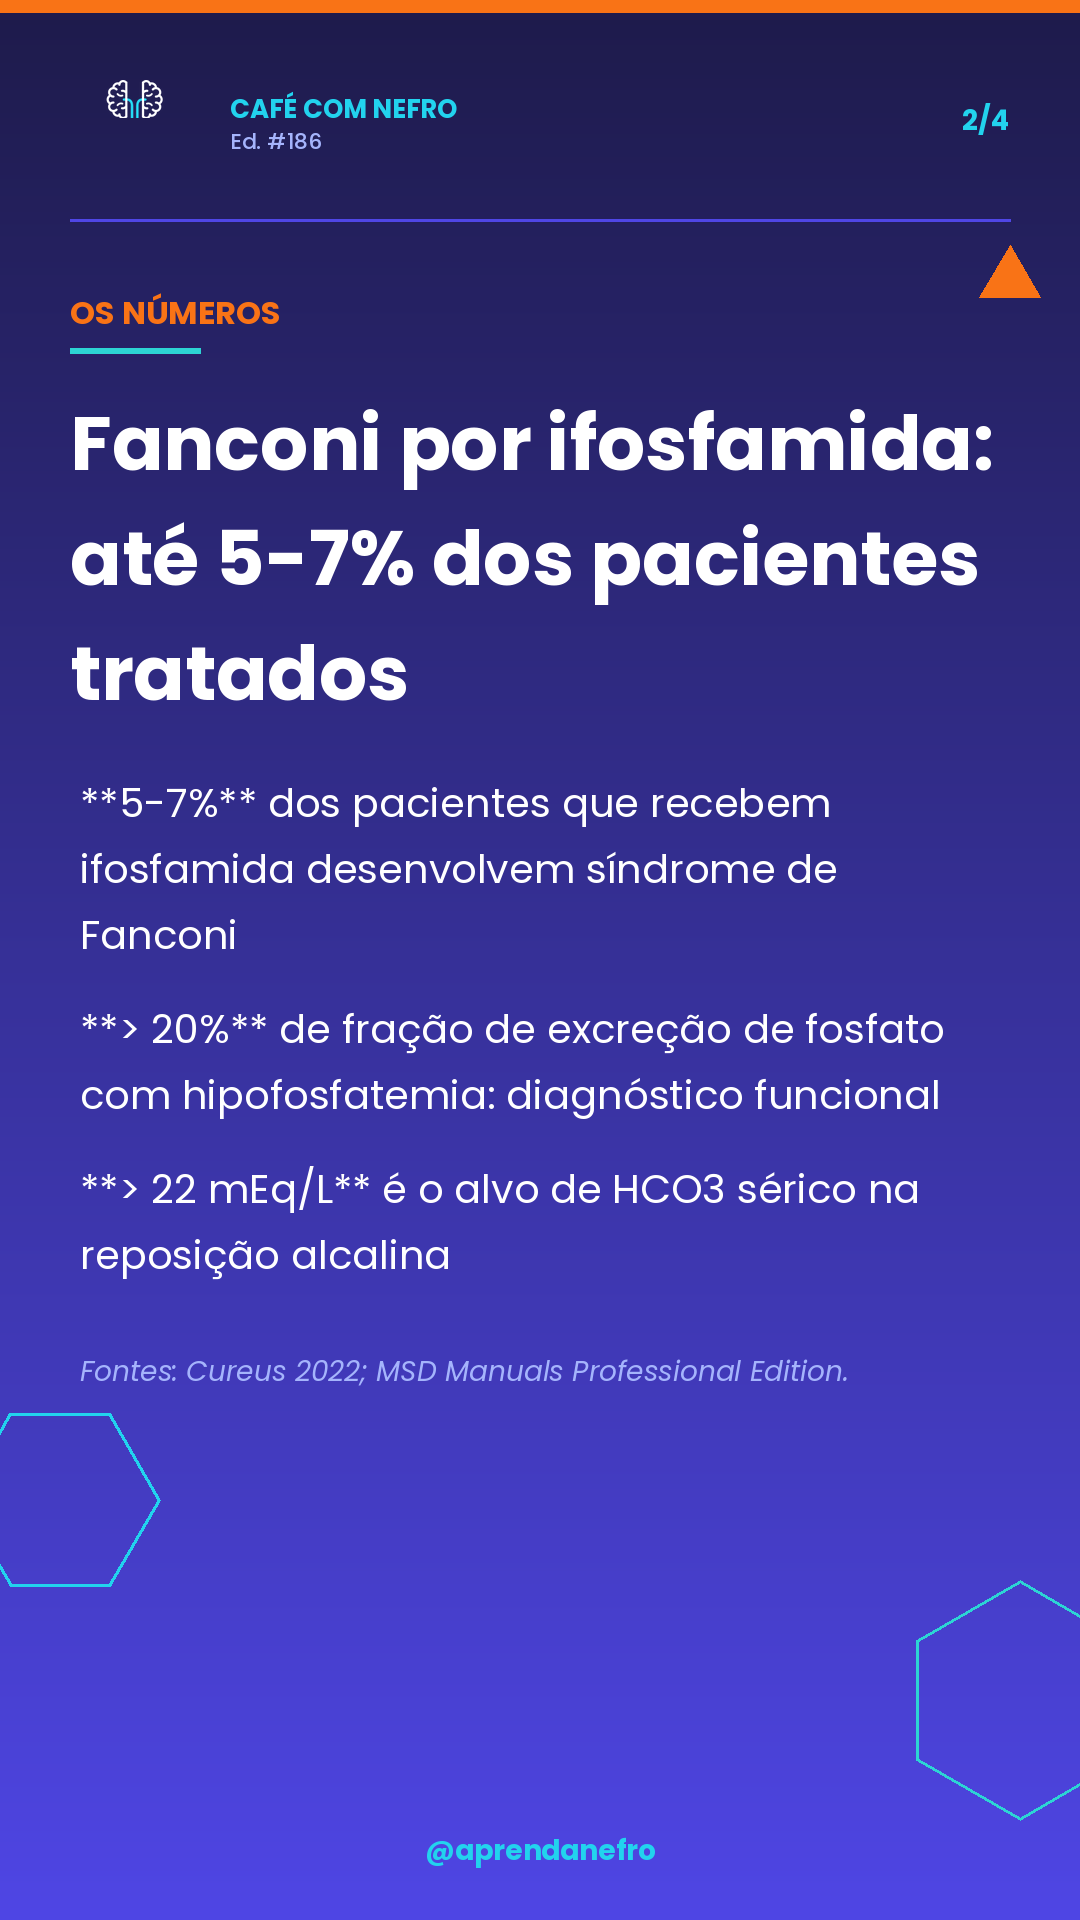 CAFÉ COM NEFRO
Ed. #186
2/4
OS NÚMEROS
Fanconi por ifosfamida:
até 5-7% dos pacientes
tratados
**5-7%** dos pacientes que recebem
ifosfamida desenvolvem síndrome de
Fanconi
**> 20%** de fração de excreção de fosfato
com hipofosfatemia: diagnóstico funcional
**> 22 mEq/L** é o alvo de HCO3 sérico na
reposição alcalina
Fontes: Cureus 2022; MSD Manuals Professional Edition.
@aprendanefro